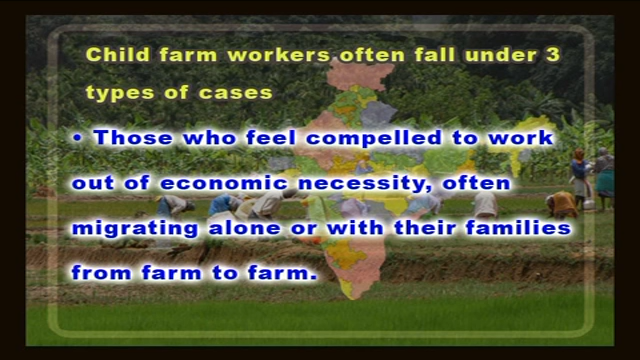 Child farm workers often fall under 3
types of cases
• Those who feel compelled to work
out of economic necessity, often
migrating alone or with their families
from farm to farm.